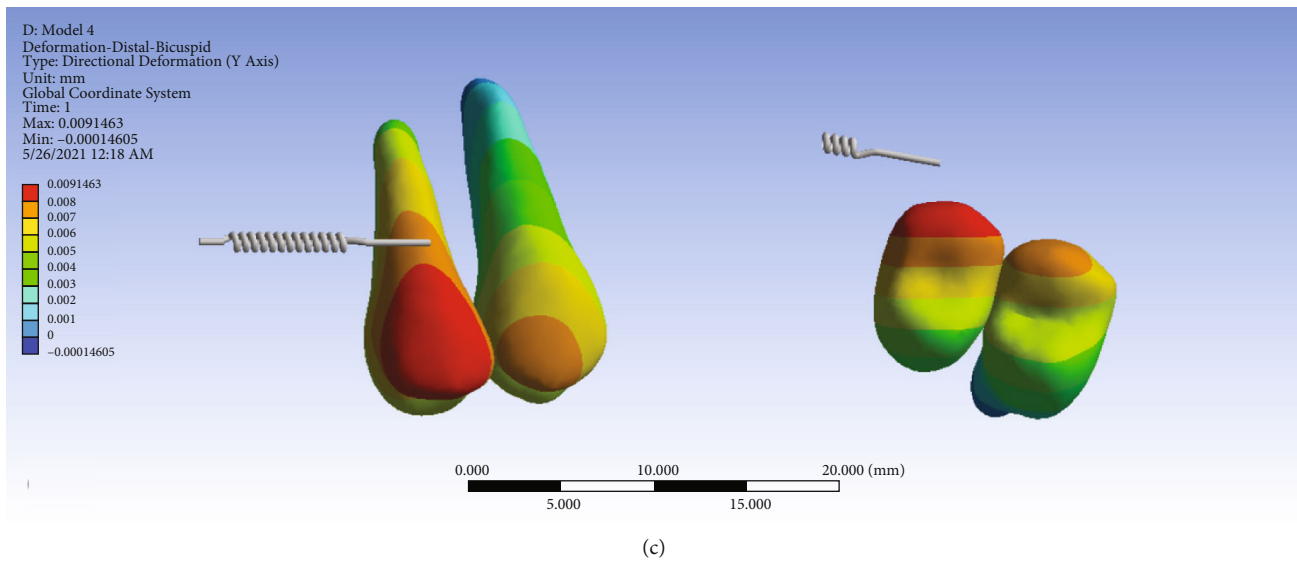 D: Model 4
Deformation-Distal-Bicuspid
Type: Directional Deformation (Y Axis)
Unit: mm
Global Coordinate System
Time: 1
Max: 0.0091463
Min: –0.00014605
5/26/2021 12:18 AM
0.0091463
0.008
0.007
0.006
0.005
0.004
0.003
0.002
0.001
0
–0.00014605
0.000 10.000 20.000 (mm)
5.000 15.000
(c)